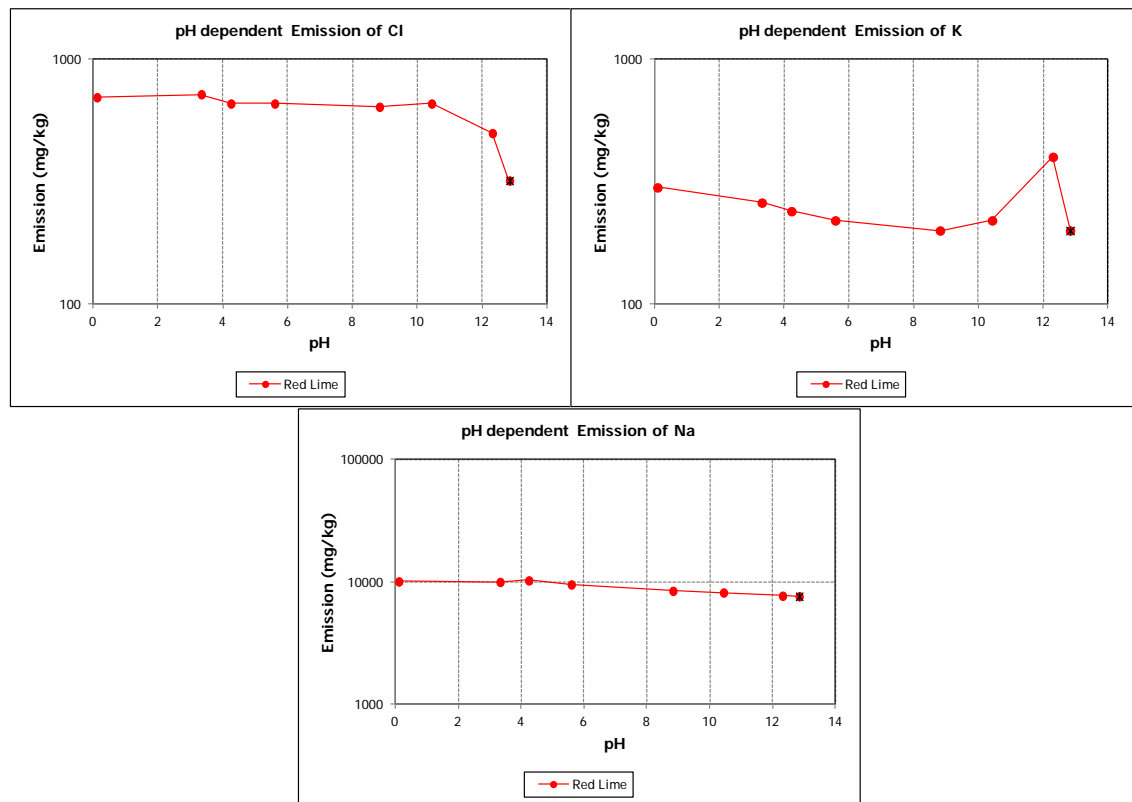 pH dependent Emission of Cl
1000
100
Emission (mg/kg)
0 2 4 6 8 10 12 14
pH
Red Lime
pH dependent Emission of K
1000
100
Emission (mg/kg)
0 2 4 6 8 10 12 14
pH
Red Lime
pH dependent Emission of Na
100000
10000
1000
Emission (mg/kg)
0 2 4 6 8 10 12 14
pH
Red Lime